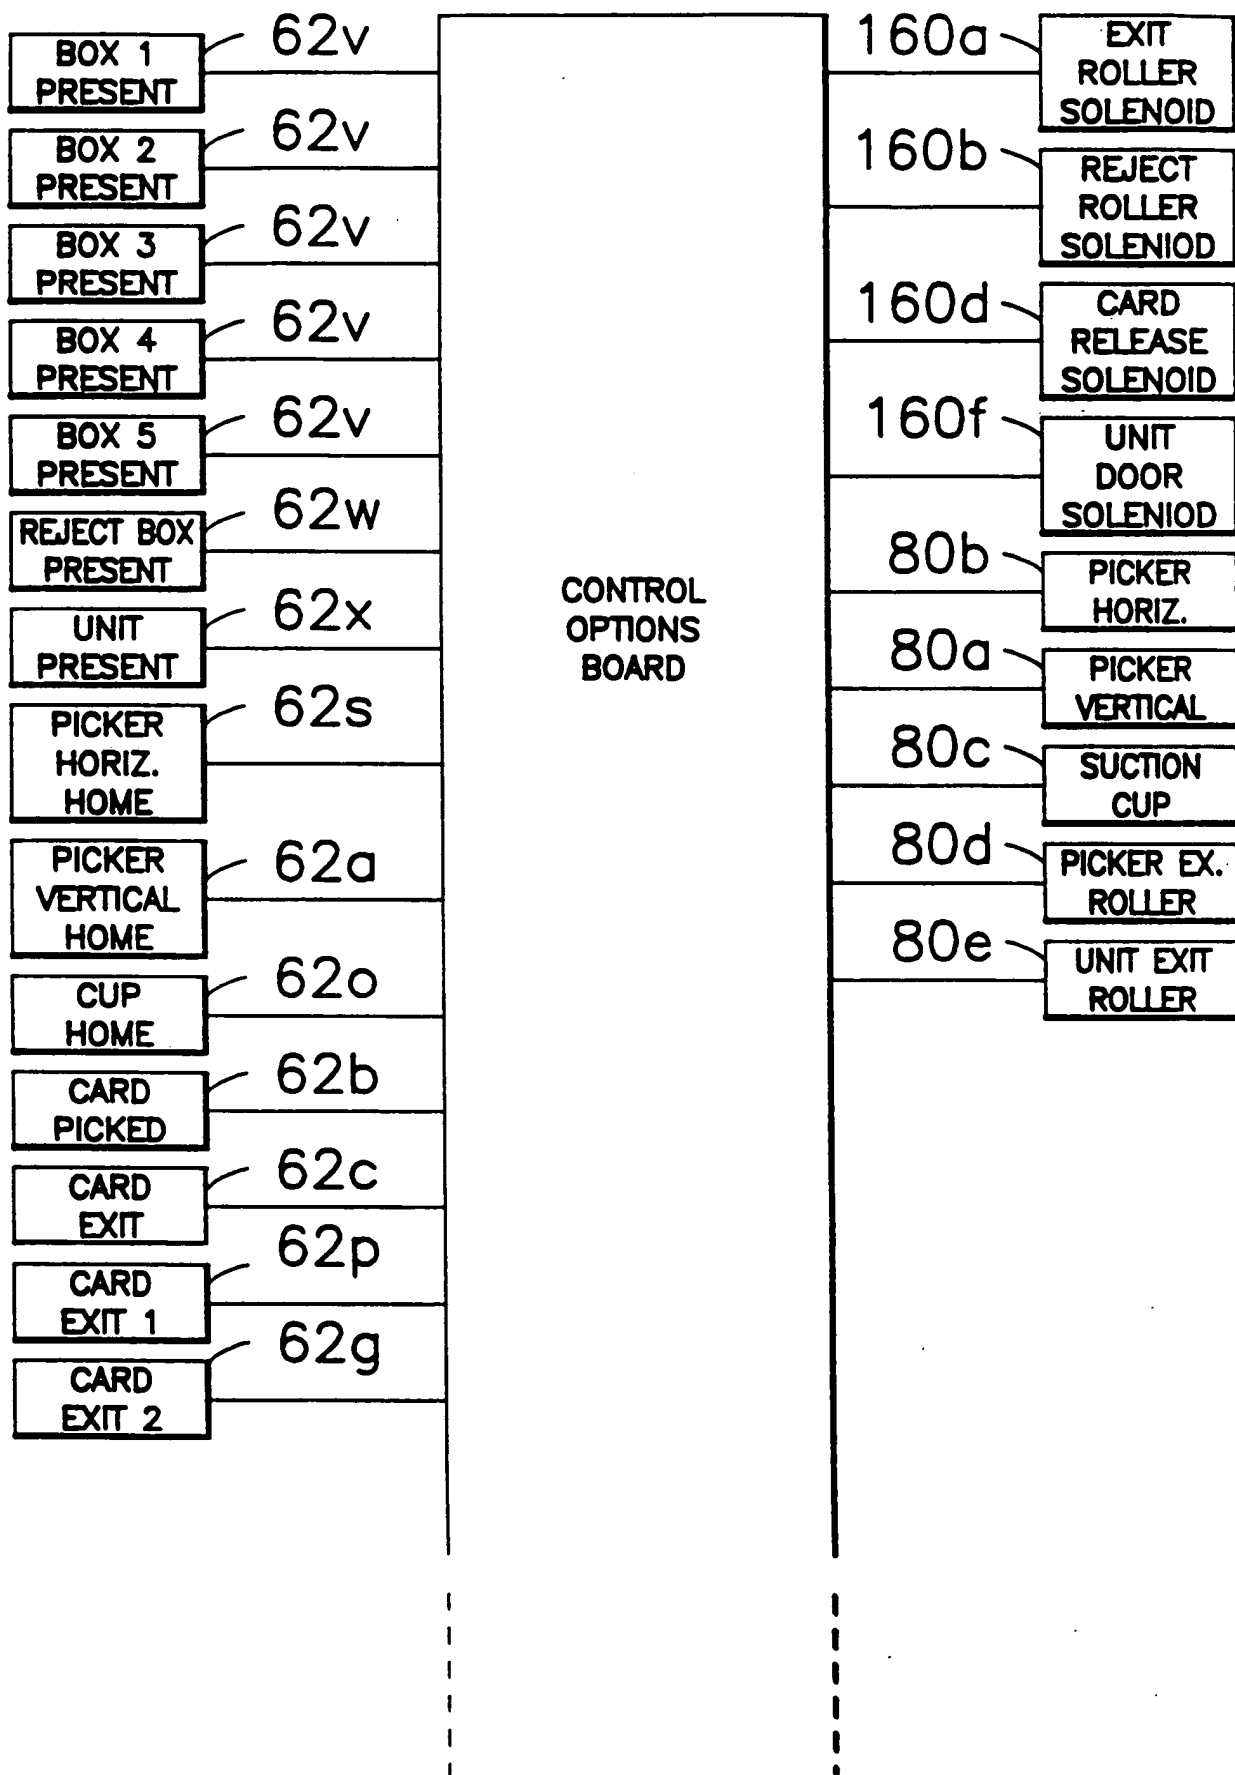 BOX 1
PRESENT
62v
BOX 2
PRESENT
62v
BOX 3
PRESENT
62v
BOX 4
PRESENT
62v
BOX 5
PRESENT
62v
REJECT BOX
PRESENT
62w
UNIT
PRESENT
62x
PICKER
HORIZ.
HOME
62s
PICKER
VERTICAL
HOME
62a
CUP
HOME
62o
CARD
PICKED
62b
CARD
EXIT
62c
CARD
EXIT 1
62p
CARD
EXIT 2
62g
CONTROL
OPTIONS
BOARD
160a
EXIT
ROLLER
SOLENOID
160b
REJECT
ROLLER
SOLENIOD
160d
CARD
RELEASE
SOLENOID
160f
UNIT
DOOR
SOLENIOD
80b
PICKER
HORIZ.
80a
PICKER
VERTICAL
80c
SUCTION
CUP
80d
PICKER EX.
ROLLER
80e
UNIT EXIT
ROLLER